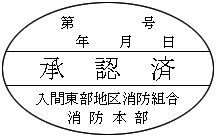 第　　　号
年　月　日
承認済
入間東部地区消防組合
消防本部